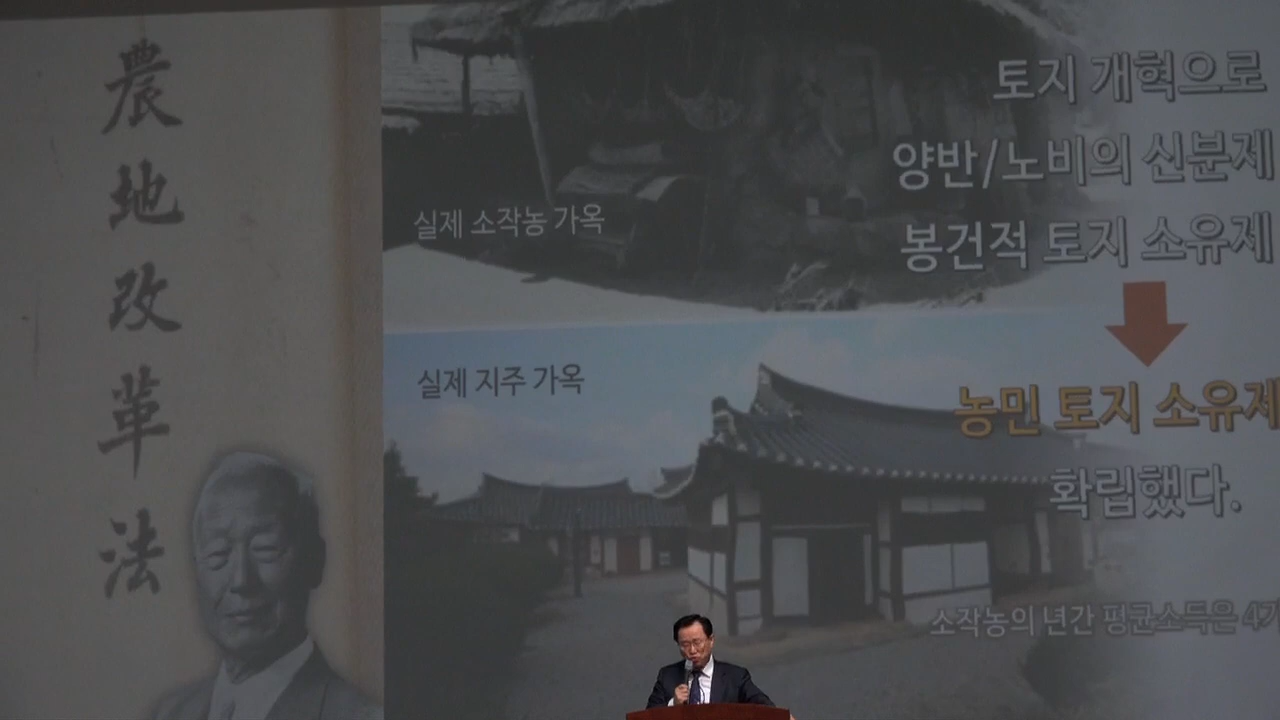 農地改革法
실제 소작농 가옥
토지 개혁으로
양반/노비의 신분제
봉건적 토지 소유제
실제 지주 가옥
농민 토지 소유제
확립했다.
소작농의 년간 평균소득은